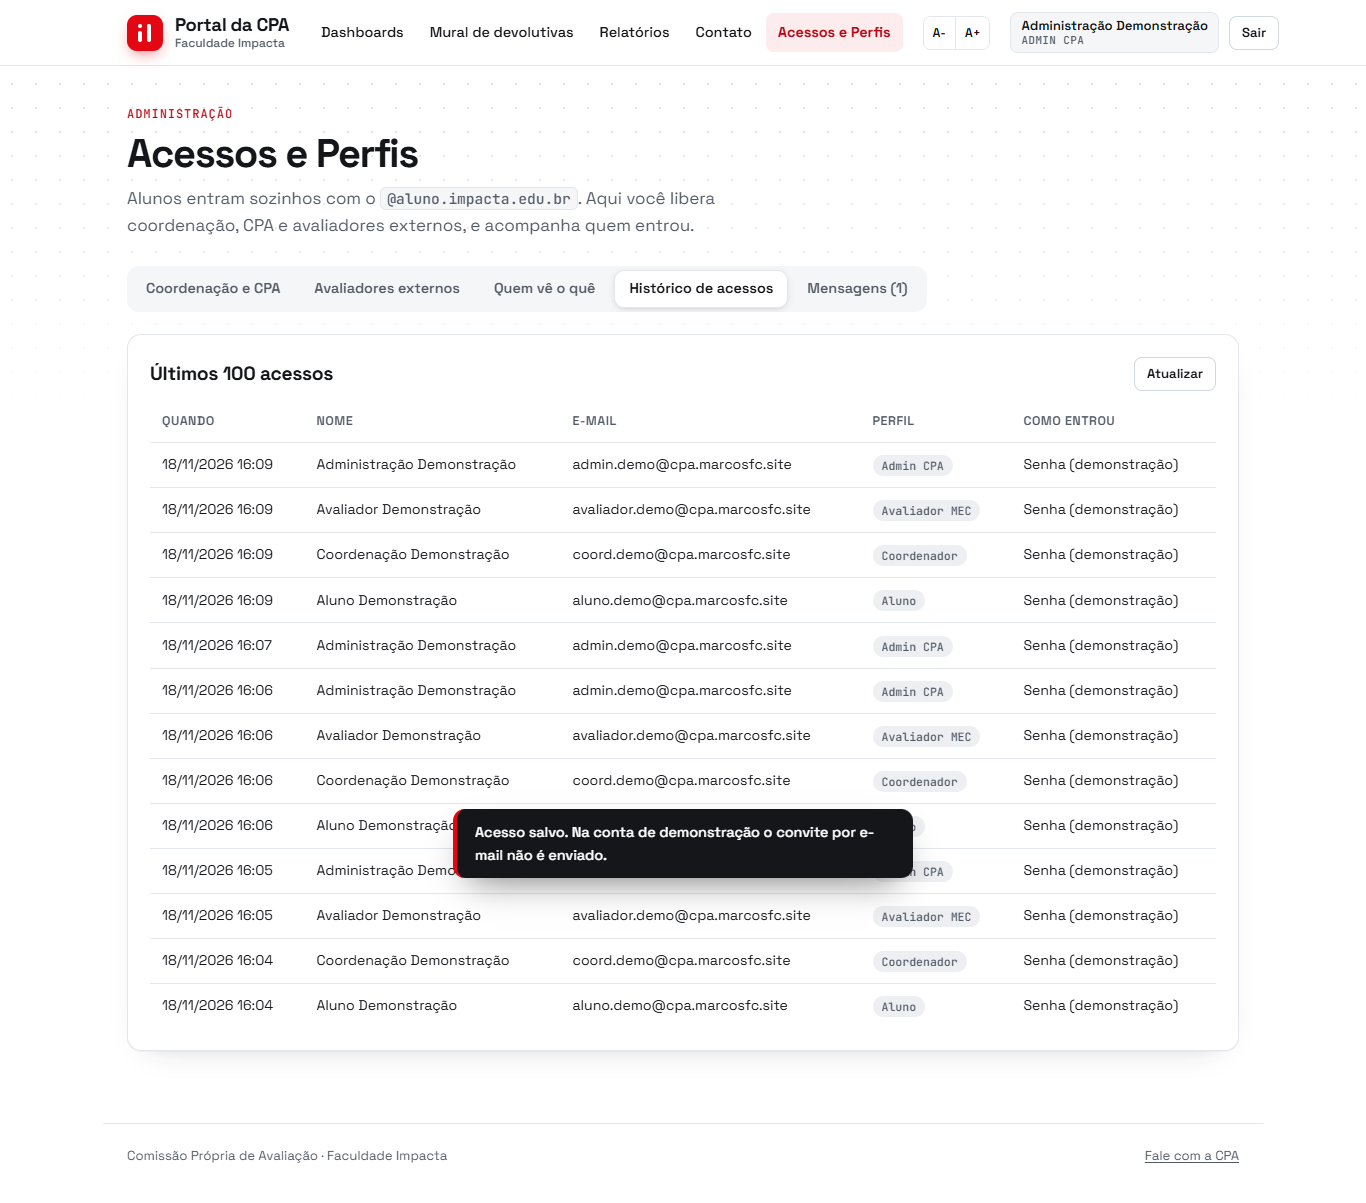 Portal da CPA
Faculdade Impacta
Dashboards
Mural de devolutivas
Relatórios
Contato
Acessos e Perfis
A-
A+
Administração Demonstração
ADMIN CPA
Sair
ADMINISTRAÇÃO
Acessos e Perfis
Alunos entram sozinhos com o @aluno.impacta.edu.br. Aqui você libera
coordenação, CPA e avaliadores externos, e acompanha quem entrou.
Coordenação e CPA
Avaliadores externos
Quem vê o quê
Histórico de acessos
Mensagens (1)
Últimos 100 acessos
Atualizar
QUANDO NOME E-MAIL PERFIL COMO ENTROU
18/11/2026 16:09 Administração Demonstração admin.demo@cpa.marcosfc.site Admin CPA Senha (demonstração)
18/11/2026 16:09 Avaliador Demonstração avaliador.demo@cpa.marcosfc.site Avaliador MEC Senha (demonstração)
18/11/2026 16:09 Coordenação Demonstração coord.demo@cpa.marcosfc.site Coordenador Senha (demonstração)
18/11/2026 16:09 Aluno Demonstração aluno.demo@cpa.marcosfc.site Aluno Senha (demonstração)
18/11/2026 16:07 Administração Demonstração admin.demo@cpa.marcosfc.site Admin CPA Senha (demonstração)
18/11/2026 16:06 Administração Demonstração admin.demo@cpa.marcosfc.site Admin CPA Senha (demonstração)
18/11/2026 16:06 Avaliador Demonstração avaliador.demo@cpa.marcosfc.site Avaliador MEC Senha (demonstração)
18/11/2026 16:06 Coordenação Demonstração coord.demo@cpa.marcosfc.site Coordenador Senha (demonstração)
18/11/2026 16:06 Aluno Demonstração Senha (demonstração)
Acesso salvo. Na conta de demonstração o convite por e-
mail não é enviado.
18/11/2026 16:05 Administração CPA Senha (demonstração)
18/11/2026 16:05 Avaliador Demonstração avaliador.demo@cpa.marcosfc.site Avaliador MEC Senha (demonstração)
18/11/2026 16:04 Coordenação Demonstração coord.demo@cpa.marcosfc.site Coordenador Senha (demonstração)
18/11/2026 16:04 Aluno Demonstração aluno.demo@cpa.marcosfc.site Aluno Senha (demonstração)
Comissão Própria de Avaliação · Faculdade Impacta
Fale com a CPA